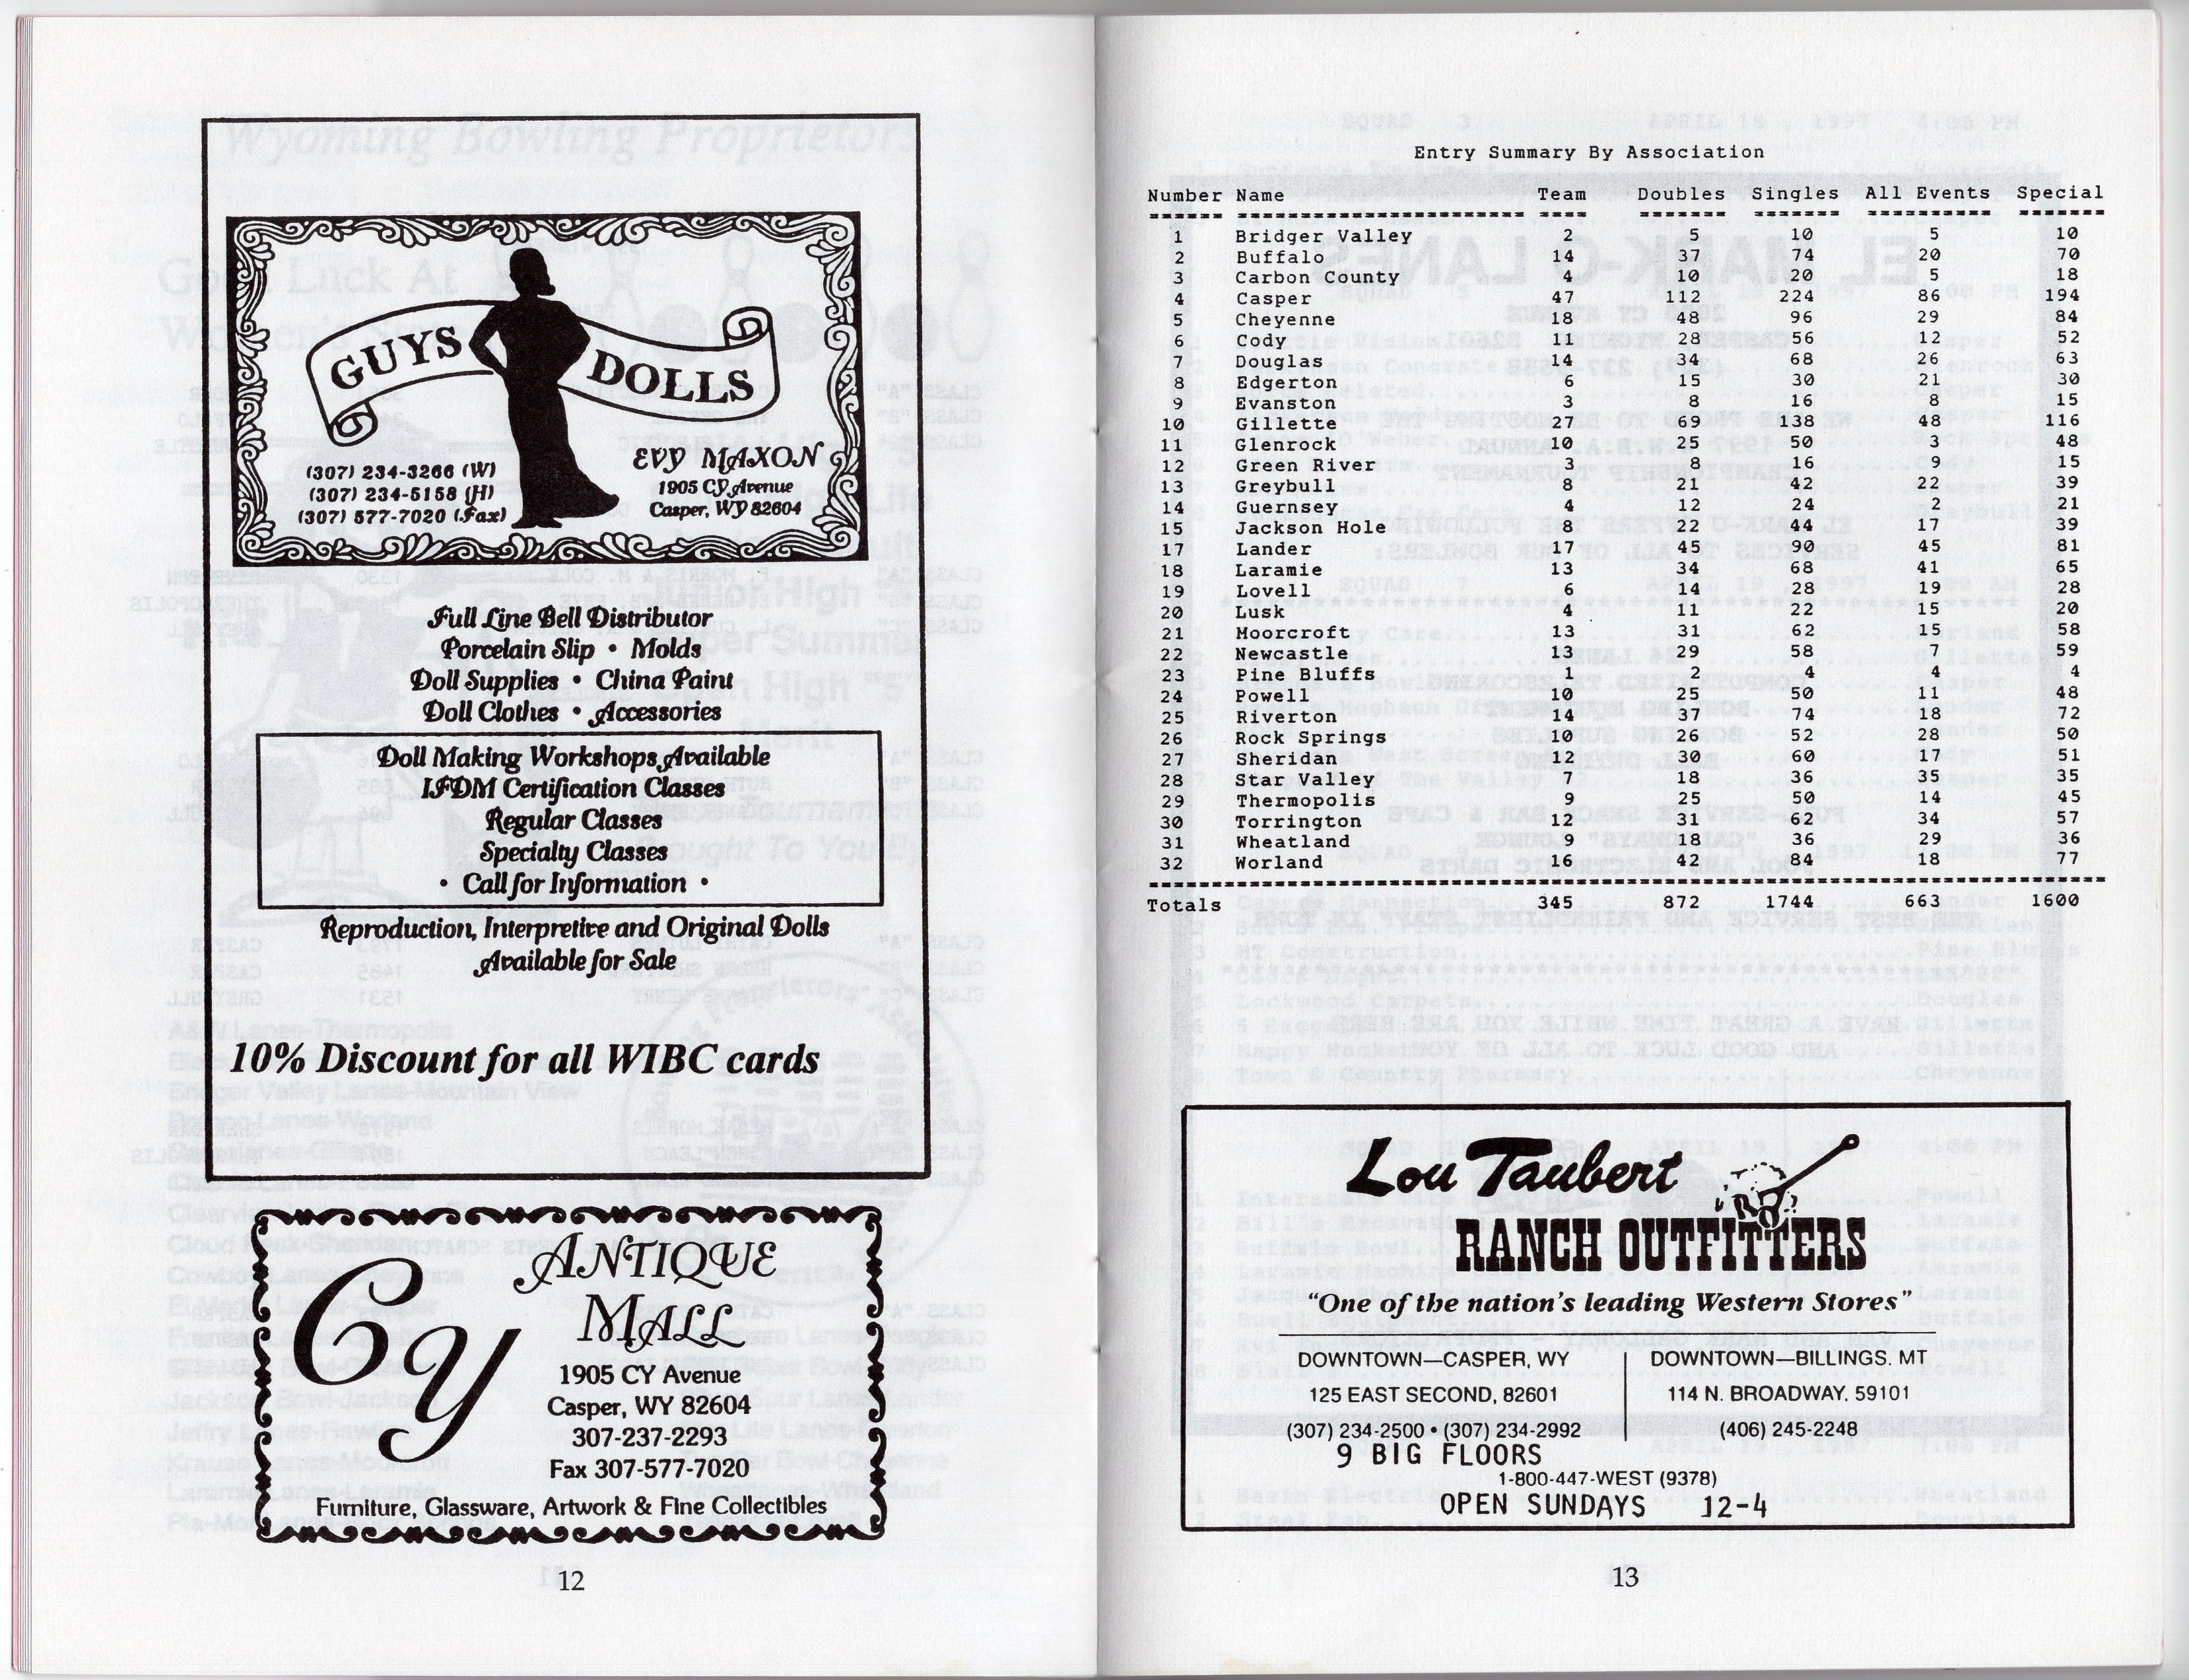 GUYS DOLLS
(307) 234-3266 (W)
(307) 234-5158 (H)
(307) 577-7020 (Fax)
EVY MAXON
1905 CY Avenue
Casper, WY 82604
Full Line Bell Distributor
Porcelain Slip • Molds
Doll Supplies • China Paint
Doll Clothes • Accessories
Doll Making Workshops Available
IFDM Certification Classes
Regular Classes
Specialty Classes
• Call for Information •
Reproduction, Interpretive and Original Dolls
Available for Sale
10% Discount for all WIBC cards
CY
ANTIQUE
MALL
1905 CY Avenue
Casper, WY 82604
307-237-2293
Fax 307-577-7020
Furniture, Glassware, Artwork & Fine Collectibles
12
Entry Summary By Association
Number Name Team Doubles Singles All Events Special
1 Bridger Valley 2 5 10 5 10
2 Buffalo 14 37 74 20 70
3 Carbon County 4 10 20 5 18
4 Casper 47 112 224 86 194
5 Cheyenne 18 48 96 29 84
6 Cody 11 28 56 12 52
7 Douglas 14 34 68 26 63
8 Edgerton 6 15 30 21 30
9 Evanston 3 8 16 8 15
10 Gillette 27 69 138 48 116
11 Glenrock 10 25 50 3 48
12 Green River 3 8 16 9 15
13 Greybull 8 21 42 22 39
14 Guernsey 4 12 24 2 21
15 Jackson Hole 8 22 44 17 39
17 Lander 17 45 90 45 81
18 Laramie 13 34 68 41 65
19 Lovell 6 14 28 19 28
20 Lusk 4 11 22 15 20
21 Moorcroft 13 31 62 15 58
22 Newcastle 13 29 58 7 59
23 Pine Bluffs 1 2 4 4 4
24 Powell 10 25 50 11 48
25 Riverton 14 37 74 18 72
26 Rock Springs 10 26 52 28 50
27 Sheridan 12 30 60 17 51
28 Star Valley 7 18 36 35 35
29 Thermopolis 9 25 50 14 45
30 Torrington 12 31 62 34 57
31 Wheatland 9 18 36 29 36
32 Worland 16 42 84 18 77
Totals 345 872 1744 663 1600
Lou Taubert
RANCH OUTFITTERS
"One of the nation's leading Western Stores"
DOWNTOWN—CASPER, WY
125 EAST SECOND, 82601
(307) 234-2500 • (307) 234-2992
DOWNTOWN—BILLINGS. MT
114 N. BROADWAY, 59101
(406) 245-2248
9 BIG FLOORS
1-800-447-WEST (9378)
OPEN SUNDAYS 12-4
13